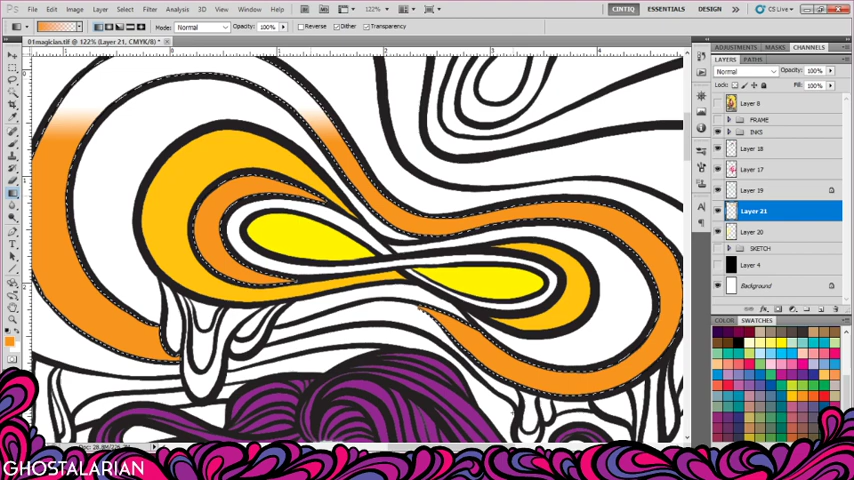 PS File Edit Image Layer Select Filter Analysis 3D View Window Help 122% CINTIQ ESSENTIALS DESIGN >> CS Live
Mode: Normal Opacity: 100% Reverse Dither Transparency
01magician.tif @ 122% (Layer 21, CMYK/8) *
ADJUSTMENTS MASKS CHANNELS
LAYERS PATHS
Normal Opacity: 100%
Lock: Fill: 100%
Layer 8
FRAME
INKS
Layer 18
Layer 17
Layer 19
Layer 21
Layer 20
SKETCH
Layer 4
Background
COLOR SWATCHES
GHOSTALARIAN